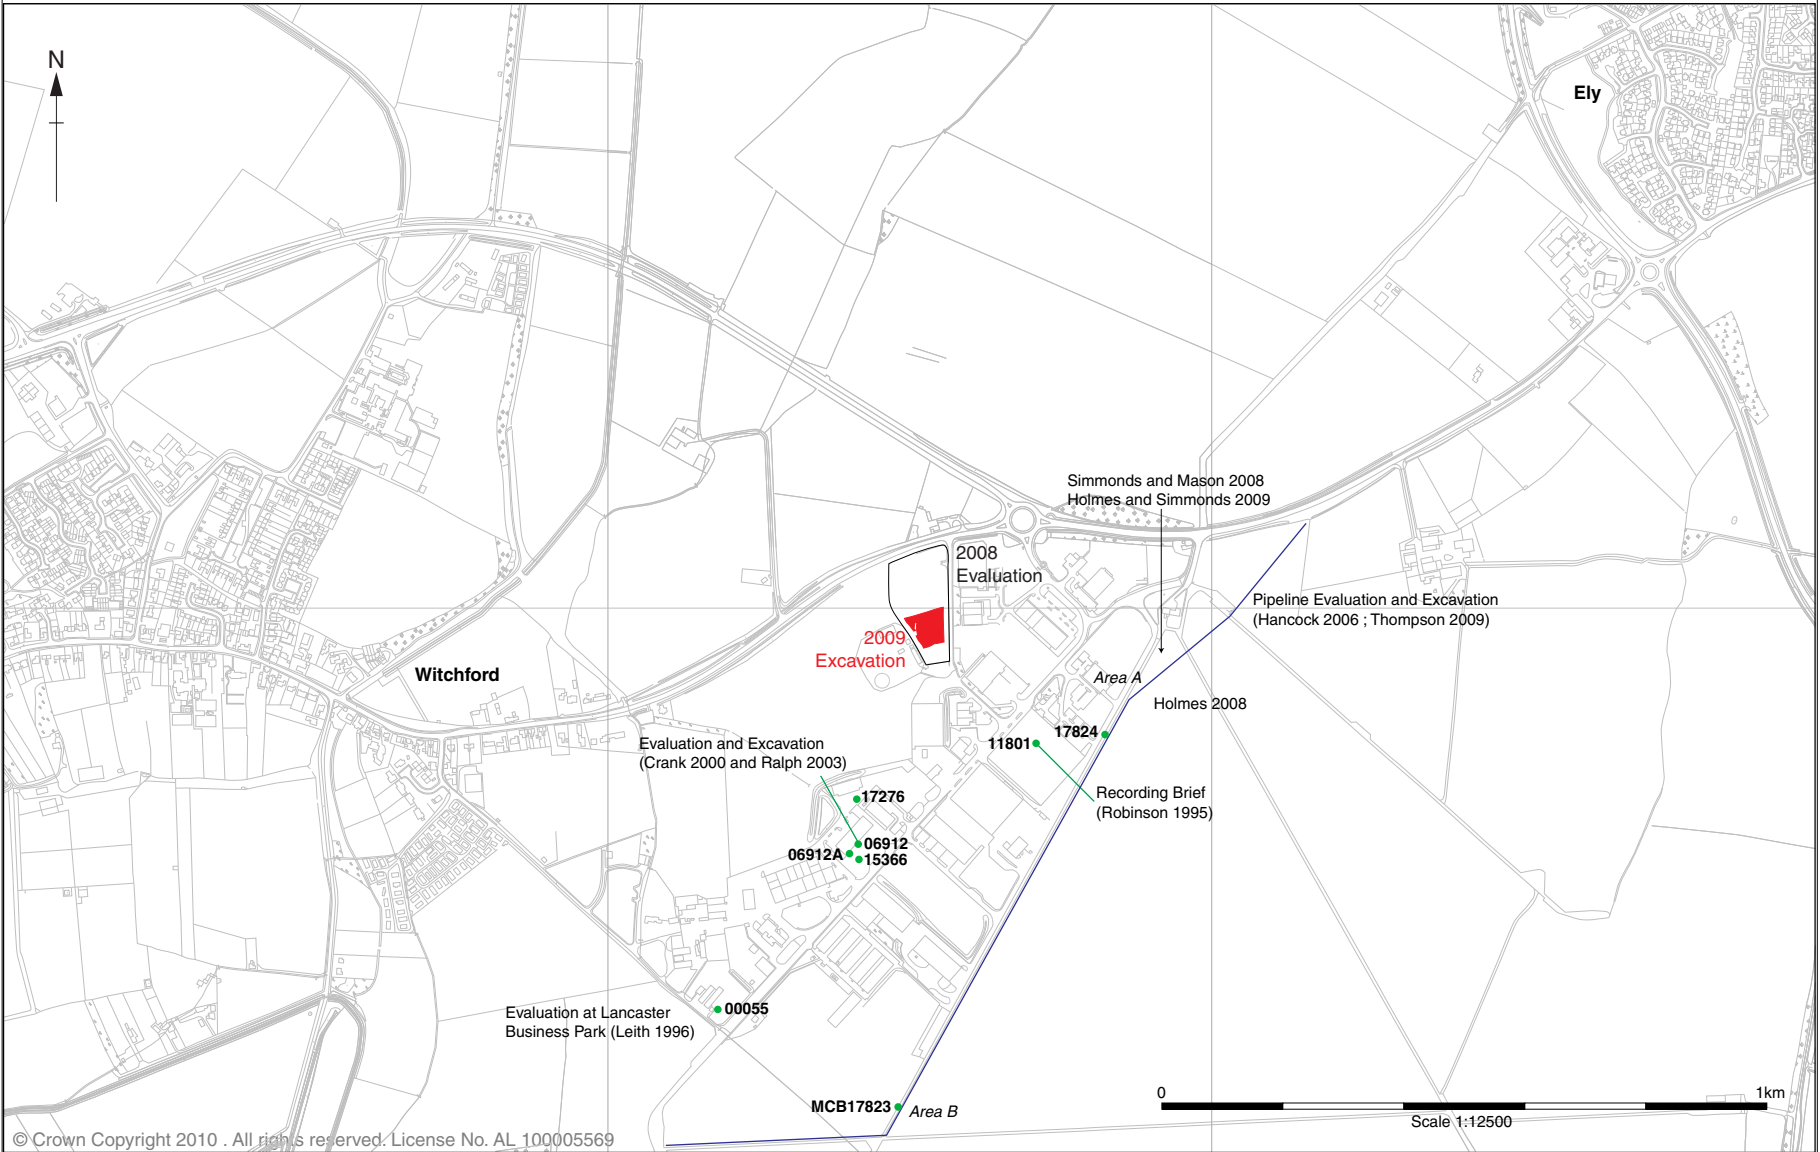 N
Ely
Simmonds and Mason 2008
Holmes and Simmonds 2009
2008
Evaluation
Pipeline Evaluation and Excavation
(Hancock 2006 ; Thompson 2009)
2009
Excavation
Witchford
Area A
Holmes 2008
17824
11801
Evaluation and Excavation
(Crank 2000 and Ralph 2003)
Recording Brief
(Robinson 1995)
17276
06912
06912A
15366
00055
Evaluation at Lancaster
Business Park (Leith 1996)
MCB17823
Area B
0
1km
Scale 1:12500
© Crown Copyright 2010 . All rights reserved. License No. AL 100005569